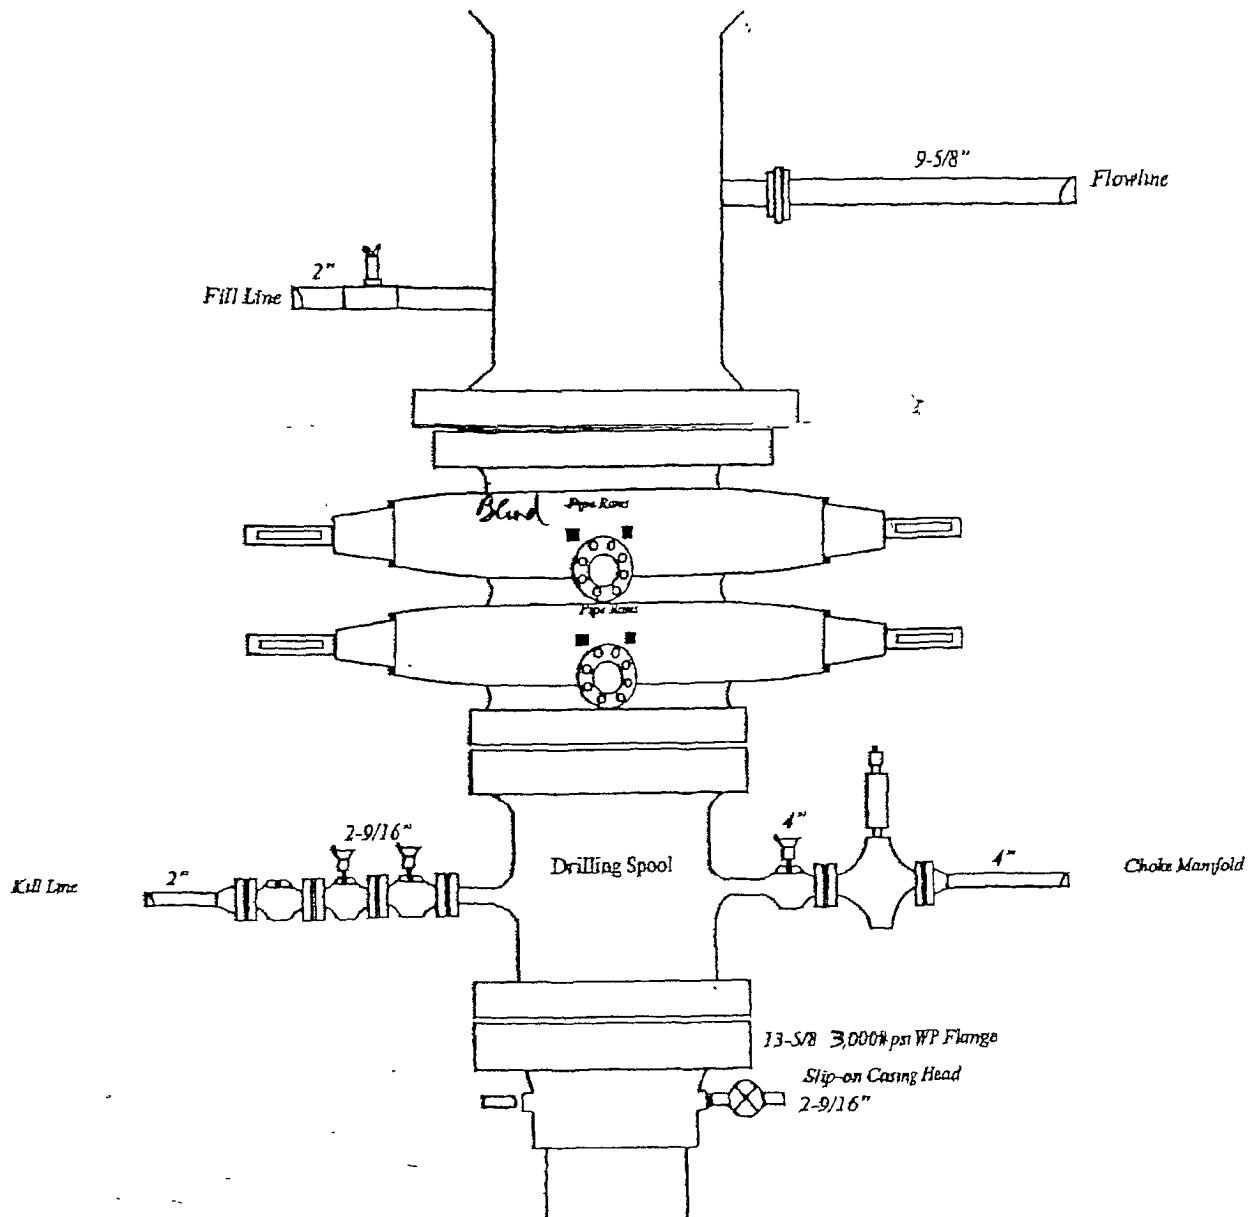 9-5/8"
Flowline
2"
Fill Line
Blind Pipe Rams
Pipe Rams
2-9/16"
4"
Drilling Spool
Kill Line
2"
4"
Choke Manifold
13-5/8 3,000# psi WP Flange
Slip-on Casing Head
2-9/16"